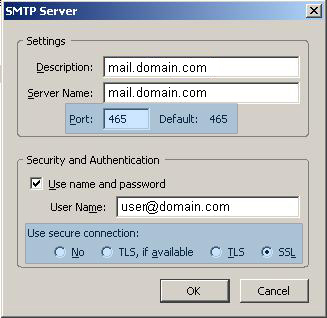 SMTP Server
Settings
Description: mail.domain.com
Server Name: mail.domain.com
Port: 465 Default: 465
Security and Authentication
Use name and password
User Name: user@domain.com
Use secure connection:
No TLS, if available TLS SSL
OK Cancel